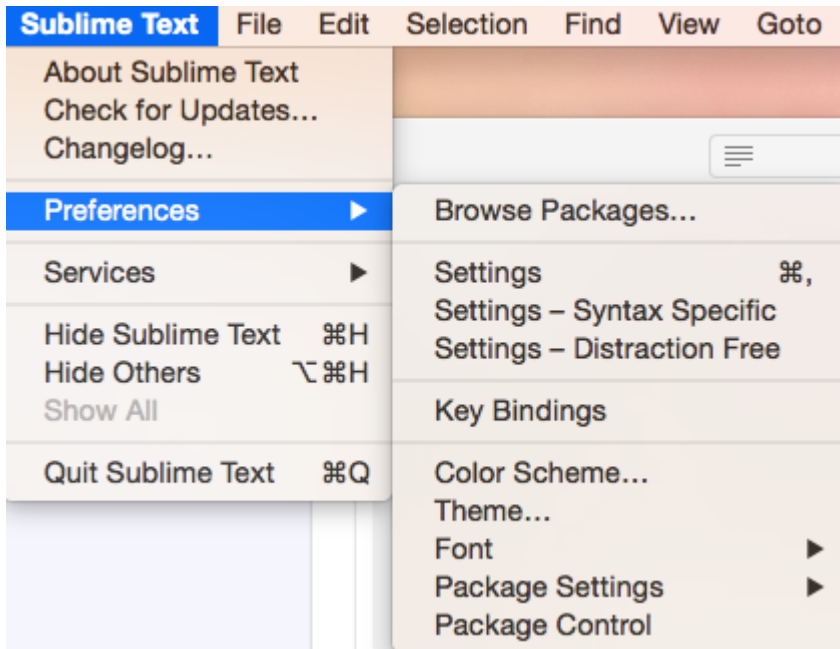 Sublime Text File Edit Selection Find View Goto
About Sublime Text
Check for Updates...
Changelog...
Preferences ▶
Services ▶
Hide Sublime Text ⌘H
Hide Others ⌥⌘H
Show All
Quit Sublime Text ⌘Q
Browse Packages...
Settings ⌘,
Settings – Syntax Specific
Settings – Distraction Free
Key Bindings
Color Scheme...
Theme...
Font ▶
Package Settings ▶
Package Control